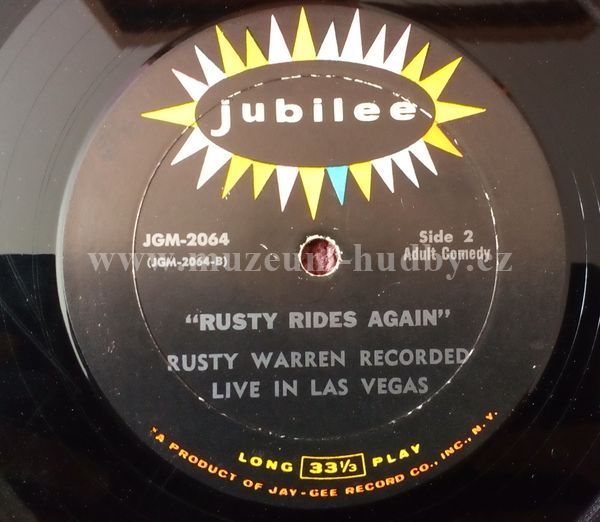 jubilee
JGM-2064
(JGM-2064-B)
Side 2
Adult Comedy
www.muzeum-hudby.cz
"RUSTY RIDES AGAIN"
RUSTY WARREN RECORDED
LIVE IN LAS VEGAS
LONG 33⅓ PLAY
*A PRODUCT OF JAY-GEE RECORD CO., INC., N. Y.